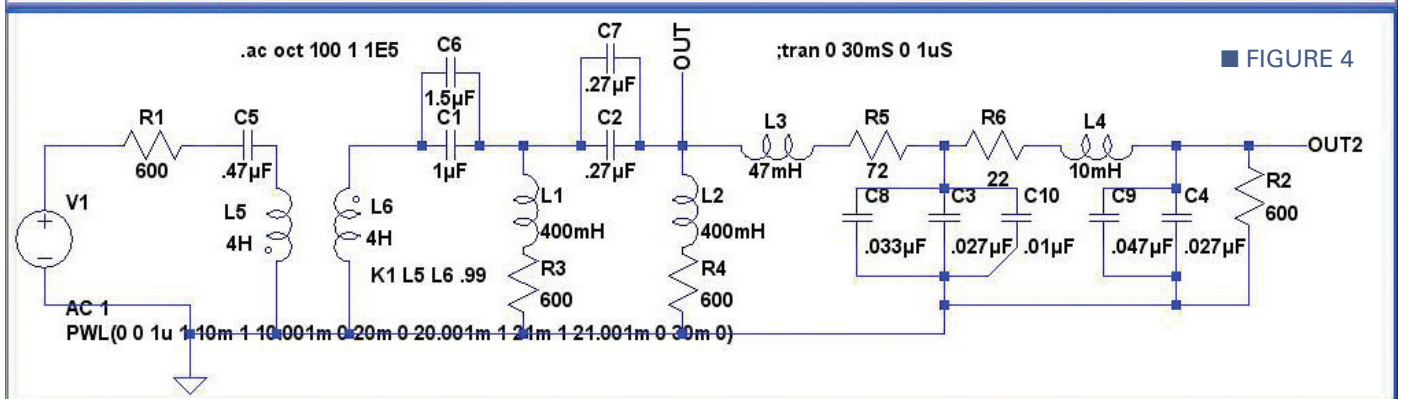 .ac oct 100 1 1E5
C6
1.5µF
C7
.27µF
OUT
;tran 0 30mS 0 1uS
■ FIGURE 4
R1
600
C5
.47µF
C1
1µF
C2
.27µF
L3
47mH
R5
72
R6
22
L4
10mH
OUT2
V1
L5
4H
L6
4H
L1
400mH
L2
400mH
C8
.033µF
C3
.027µF
C10
.01µF
C9
.047µF
C4
.027µF
R2
600
K1 L5 L6 .99
R3
600
R4
600
AC 1
PWL(0 0 1u 1 10m 1 10.001m 0 20m 0 20.001m 1 21m 1 21.001m 0 30m 0)